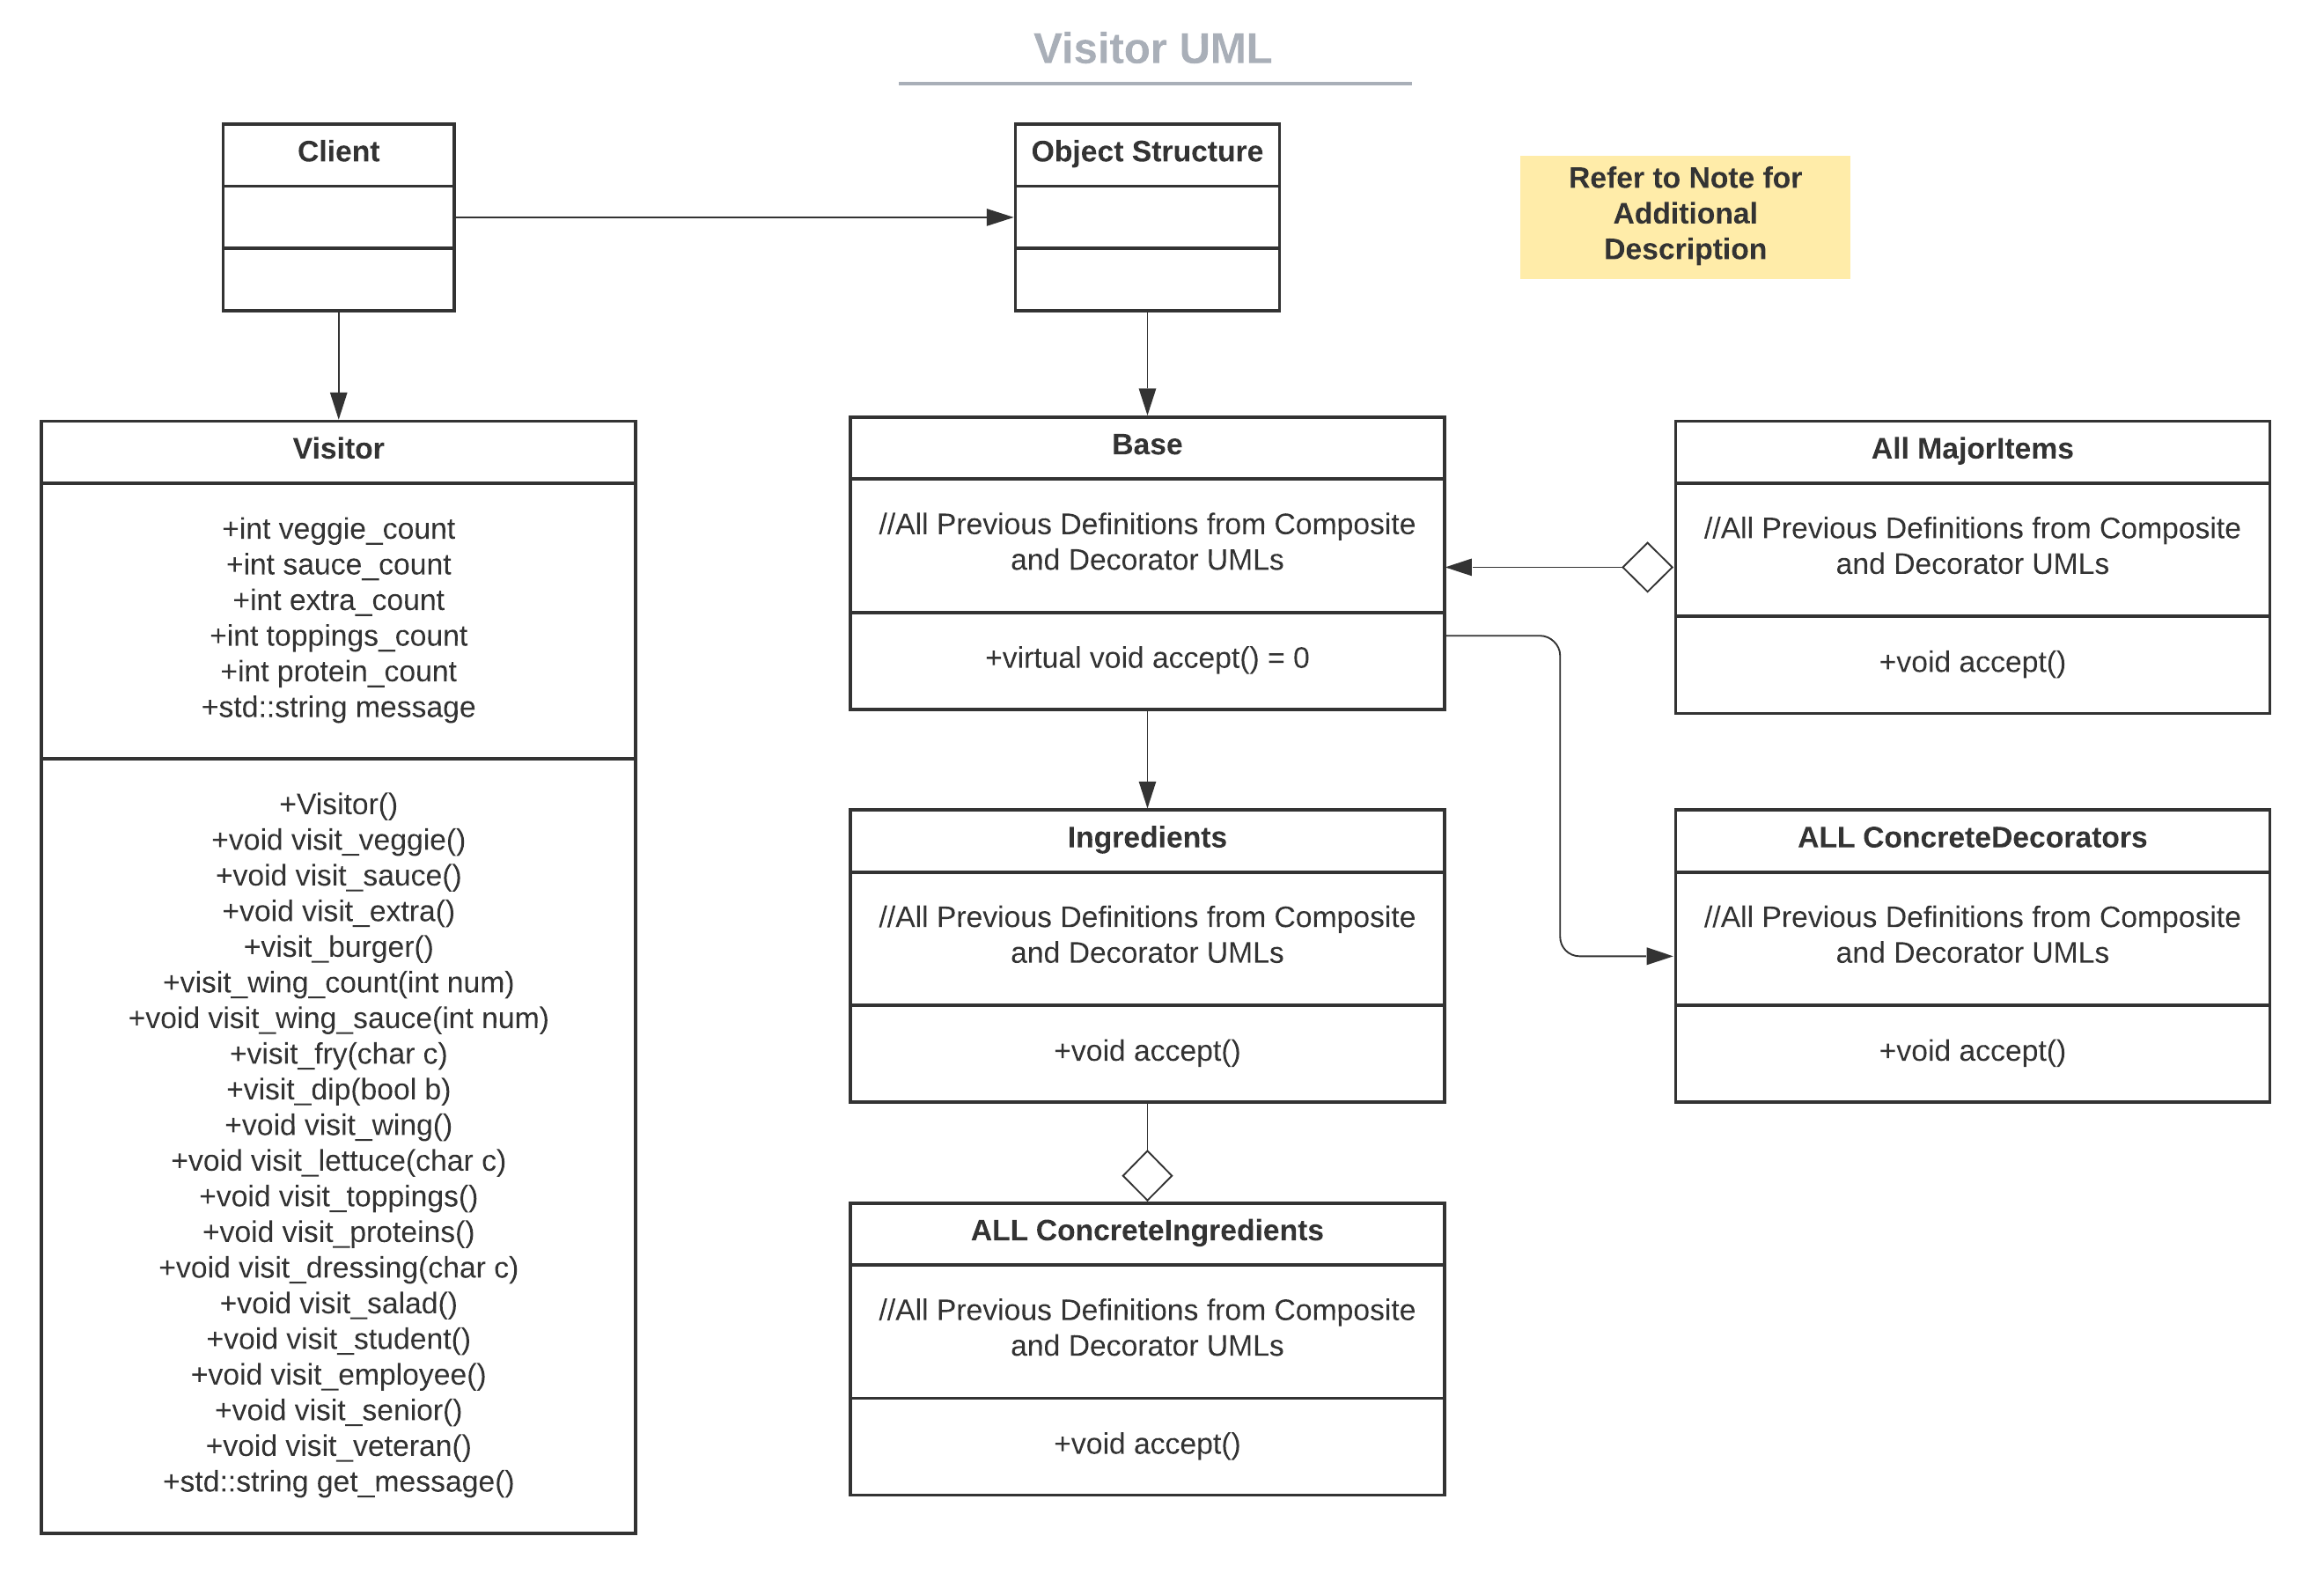 Visitor UML
Client
Object Structure
Refer to Note for
Additional
Description
Visitor
+int veggie_count
+int sauce_count
+int extra_count
+int toppings_count
+int protein_count
+std::string message
+Visitor()
+void visit_veggie()
+void visit_sauce()
+void visit_extra()
+visit_burger()
+visit_wing_count(int num)
+void visit_wing_sauce(int num)
+visit_fry(char c)
+visit_dip(bool b)
+void visit_wing()
+void visit_lettuce(char c)
+void visit_toppings()
+void visit_proteins()
+void visit_dressing(char c)
+void visit_salad()
+void visit_student()
+void visit_employee()
+void visit_senior()
+void visit_veteran()
+std::string get_message()
Base
//All Previous Definitions from Composite
and Decorator UMLs
+virtual void accept() = 0
All MajorItems
//All Previous Definitions from Composite
and Decorator UMLs
+void accept()
Ingredients
//All Previous Definitions from Composite
and Decorator UMLs
+void accept()
ALL ConcreteDecorators
//All Previous Definitions from Composite
and Decorator UMLs
+void accept()
ALL ConcreteIngredients
//All Previous Definitions from Composite
and Decorator UMLs
+void accept()